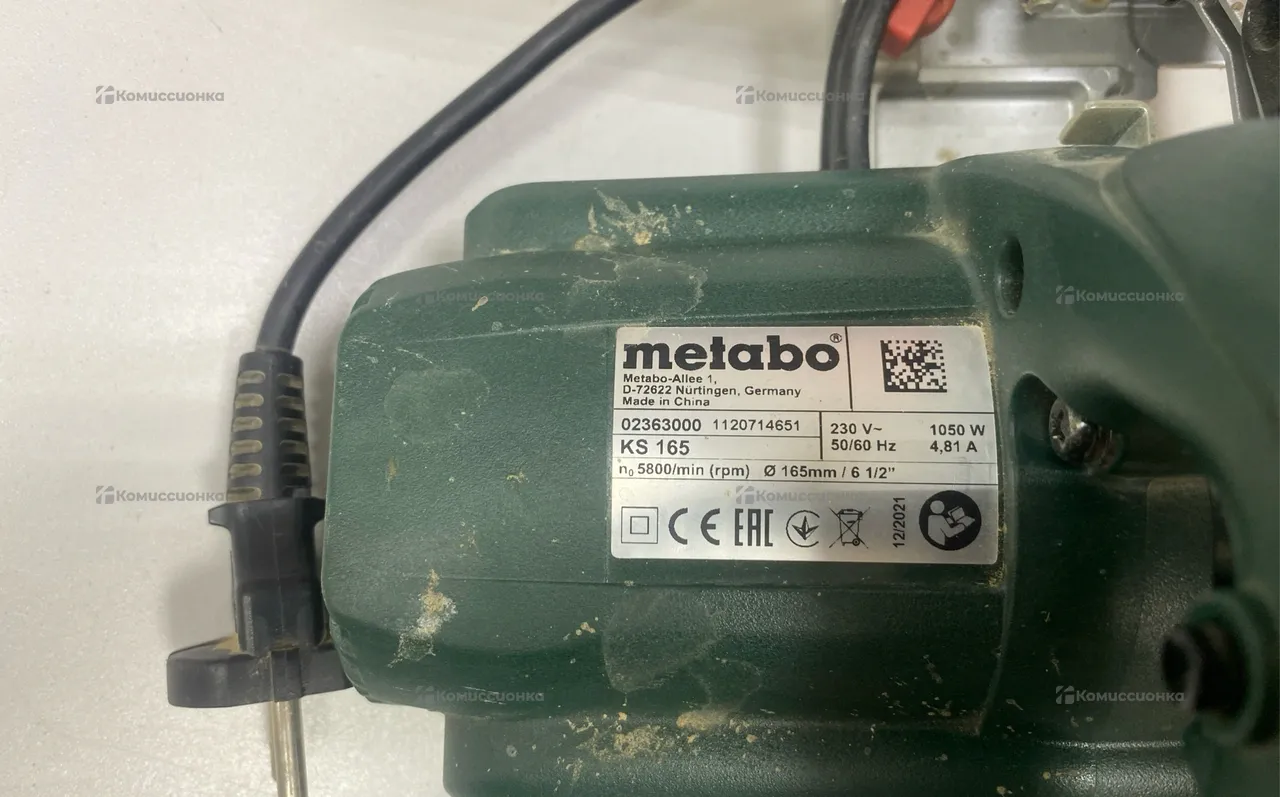 Комиссионка
Комиссионка
Комиссионка
Комиссионка
metabo®
Metabo-Allee 1,
D-72622 Nürtingen, Germany
Made in China
02363000 1120714651
KS 165
230 V~ 1050 W
50/60 Hz 4,81 A
n₀ 5800/min (rpm) Ø 165mm / 6 1/2"
Комиссионка
Комиссионка
CE EAC
12/2021
Комиссионка
Комиссионка